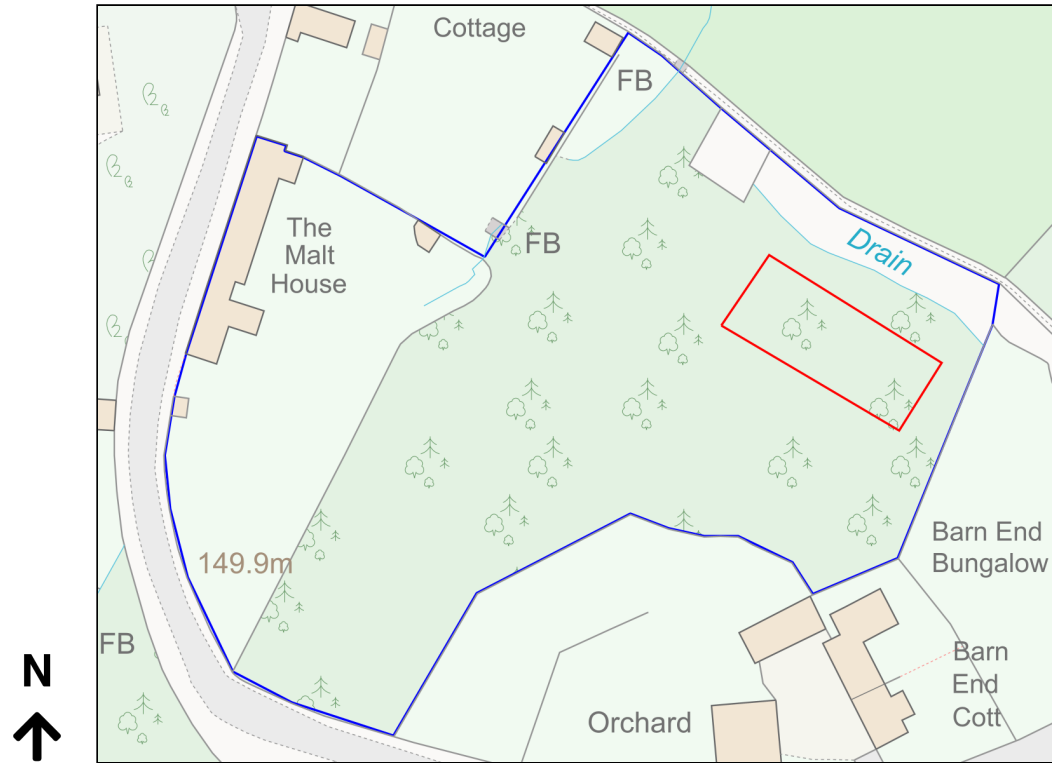 Cottage
FB
The
Malt
House
FB
Drain
149.9m
Barn End
Bungalow
FB
Barn
End
Cott
Orchard
N